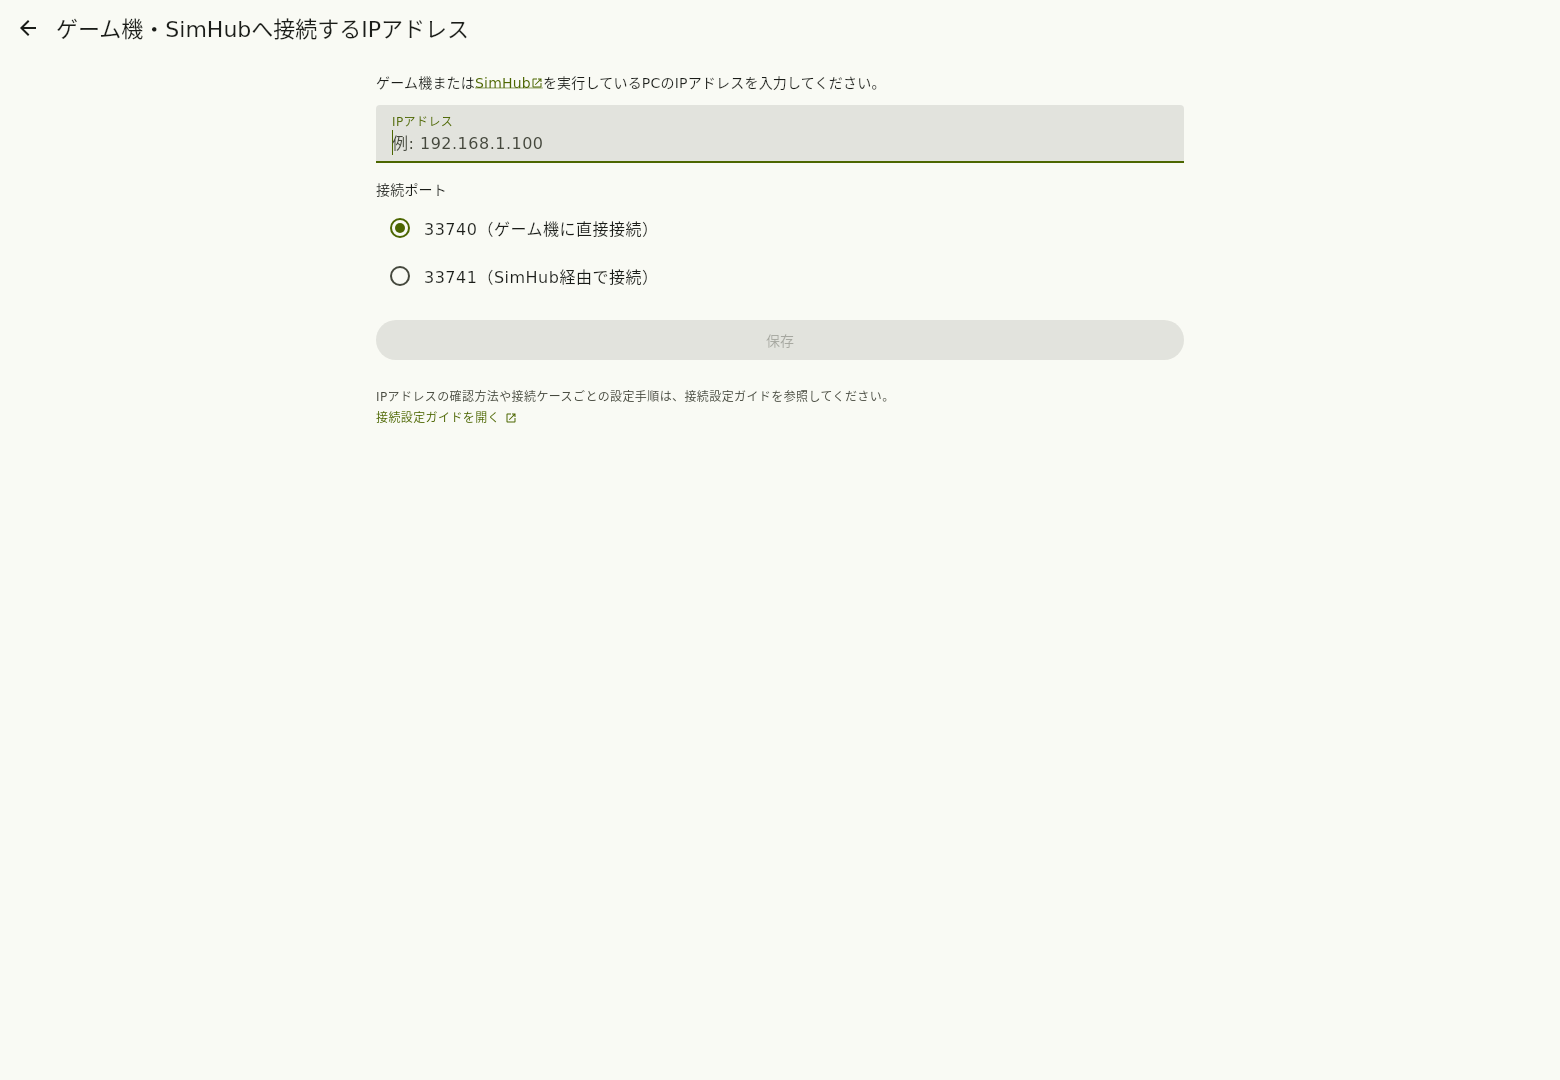 ゲーム機・SimHubへ接続するIPアドレス
ゲーム機またはSimHubを実行しているPCのIPアドレスを入力してください。
IPアドレス
例: 192.168.1.100
接続ポート
33740（ゲーム機に直接接続）
33741（SimHub経由で接続）
保存
IPアドレスの確認方法や接続ケースごとの設定手順は、接続設定ガイドを参照してください。
接続設定ガイドを開く